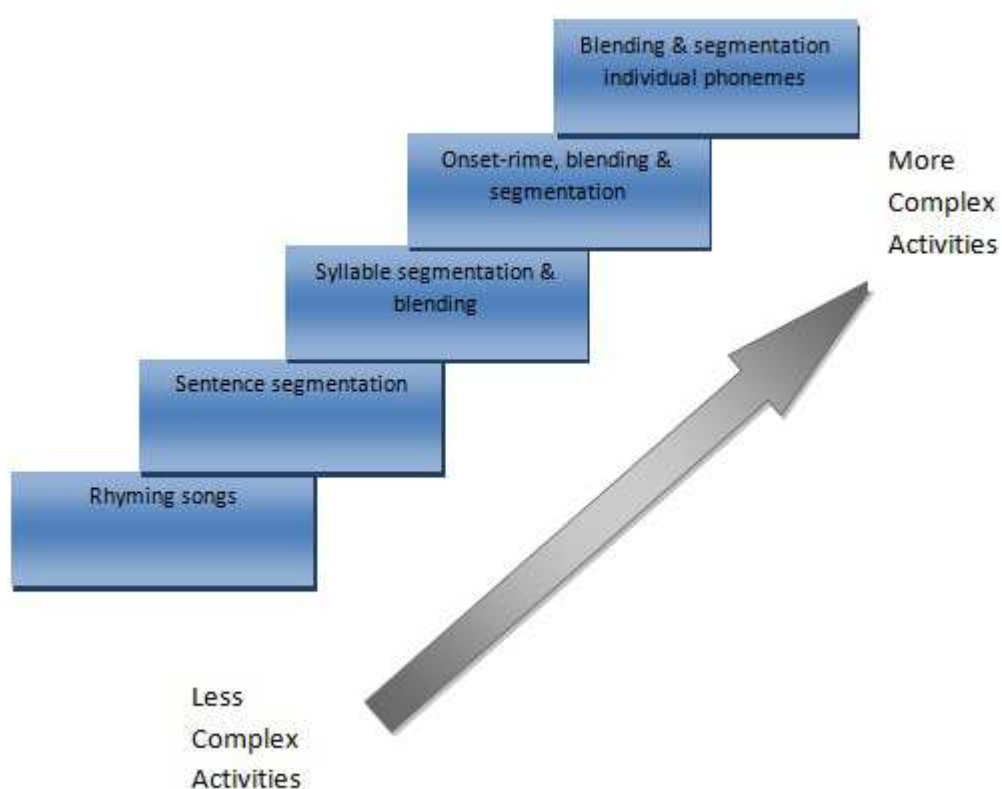 Blending & segmentation
individual phonemes
Onset-rime, blending &
segmentation
More
Complex
Activities
Syllable segmentation &
blending
Sentence segmentation
Rhyming songs
Less
Complex
Activities